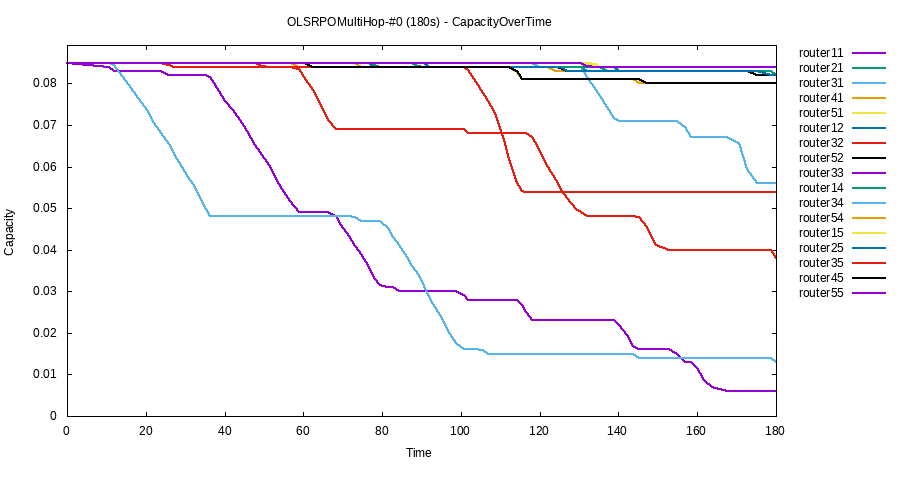 OLSRPOMultiHop-#0 (180s) - CapacityOverTime
Capacity
0.08
0.07
0.06
0.05
0.04
0.03
0.02
0.01
0
0 20 40 60 80 100 120 140 160 180
Time
router11
router21
router31
router41
router51
router12
router32
router52
router33
router14
router34
router54
router15
router25
router35
router45
router55